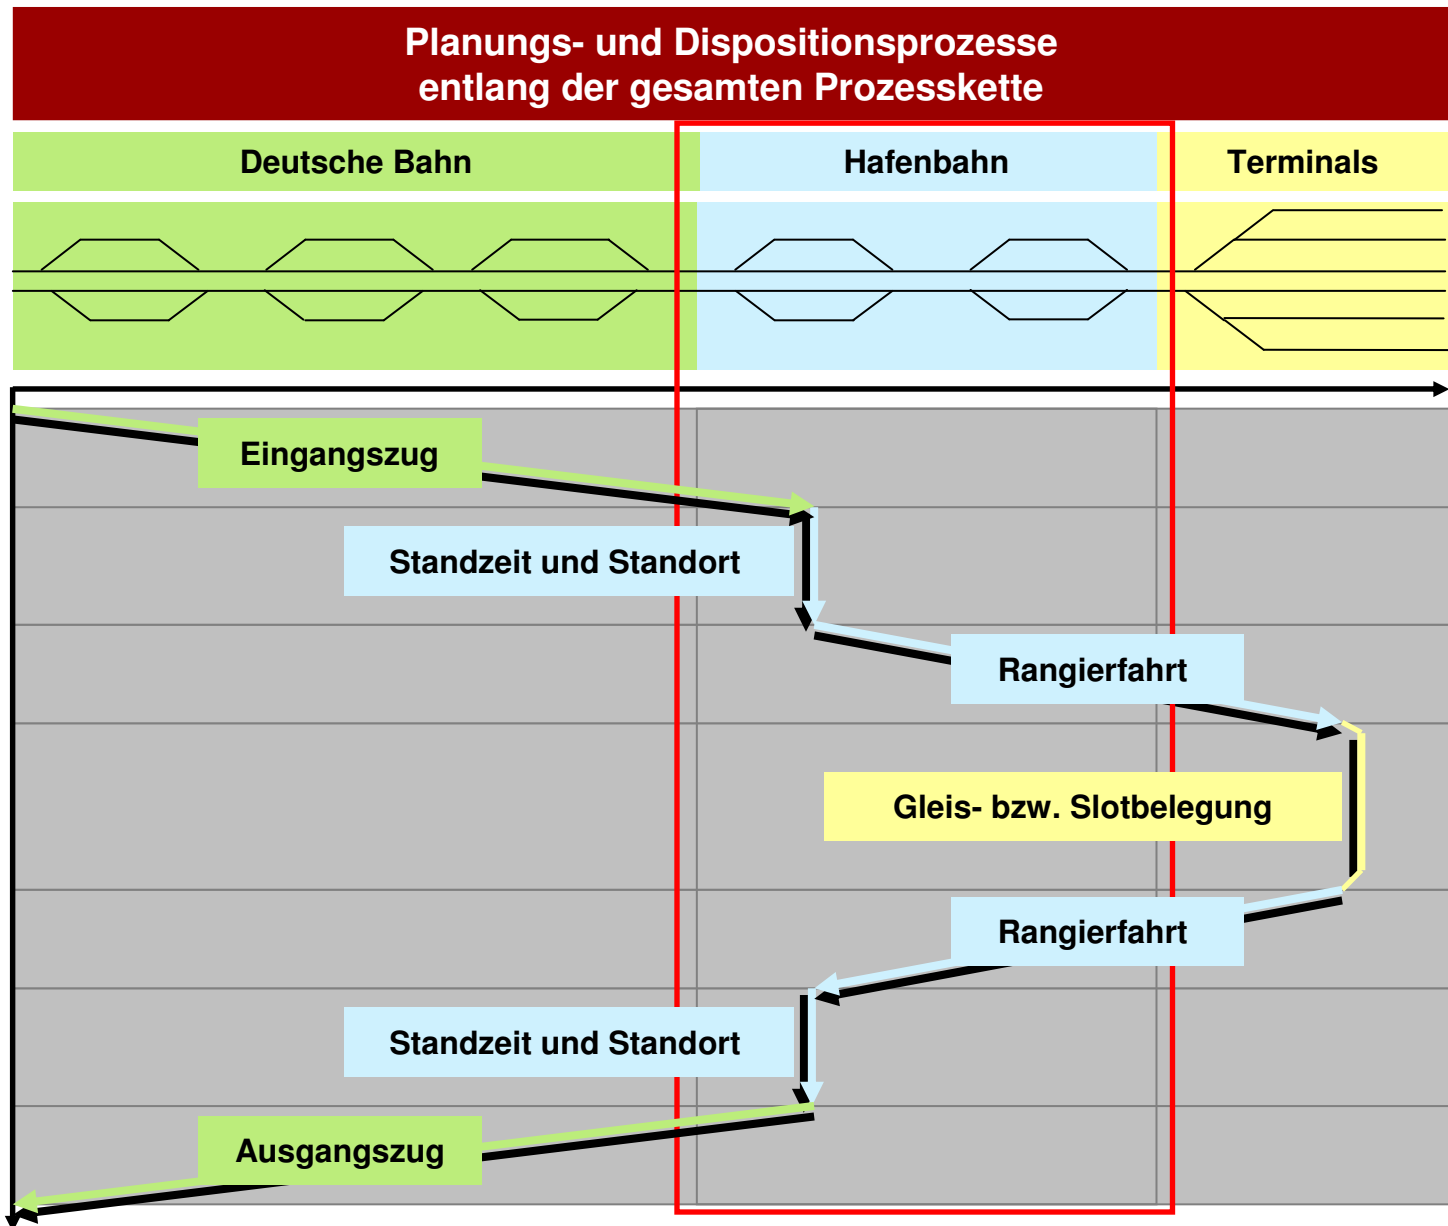 Planungs- und Dispositionsprozesse
entlang der gesamten Prozesskette
Deutsche Bahn
Hafenbahn
Terminals
Eingangszug
Standzeit und Standort
Rangierfahrt
Gleis- bzw. Slotbelegung
Rangierfahrt
Standzeit und Standort
Ausgangszug